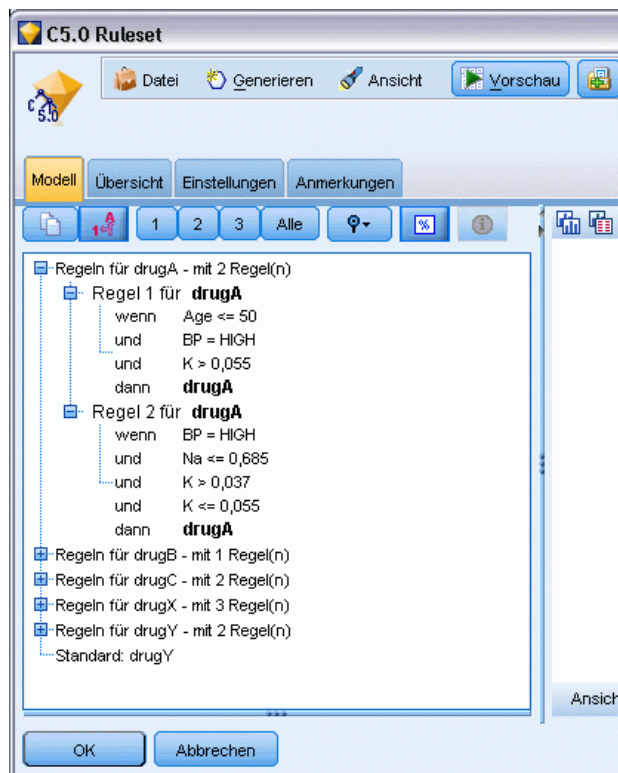 C5.0 Ruleset
C 5.0
Datei Generieren Ansicht Vorschau
Modell Übersicht Einstellungen Anmerkungen
1 2 3 Alle %
Regeln für drugA - mit 2 Regel(n)
Regel 1 für drugA
wenn Age <= 50
und BP = HIGH
und K > 0,055
dann drugA
Regel 2 für drugA
wenn BP = HIGH
und Na <= 0,685
und K > 0,037
und K <= 0,055
dann drugA
Regeln für drugB - mit 1 Regel(n)
Regeln für drugC - mit 2 Regel(n)
Regeln für drugX - mit 3 Regel(n)
Regeln für drugY - mit 2 Regel(n)
Standard: drugY
Ansich
OK Abbrechen